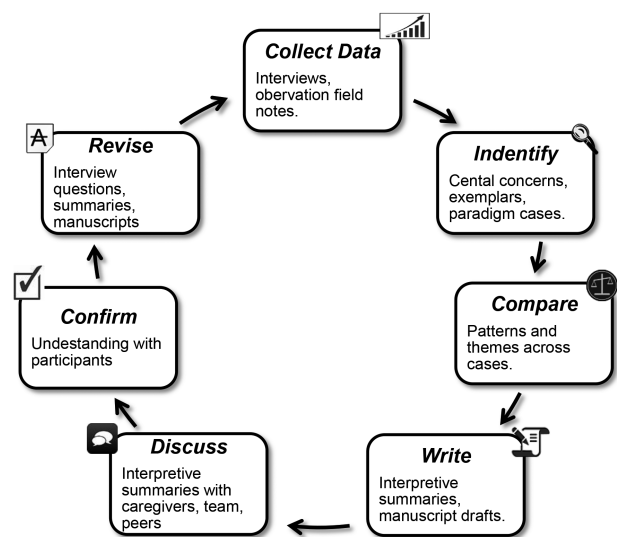 Collect Data
Interviews,
obervation field
notes.
Indentify
Cental concerns,
exemplars,
paradigm cases.
Compare
Patterns and
themes across
cases.
Write
Interpretive
summaries,
manuscript drafts.
Discuss
Interpretive
summaries with
caregivers, team,
peers
Confirm
Undestanding with
participants
A
Revise
Interview
questions,
summaries,
manuscripts